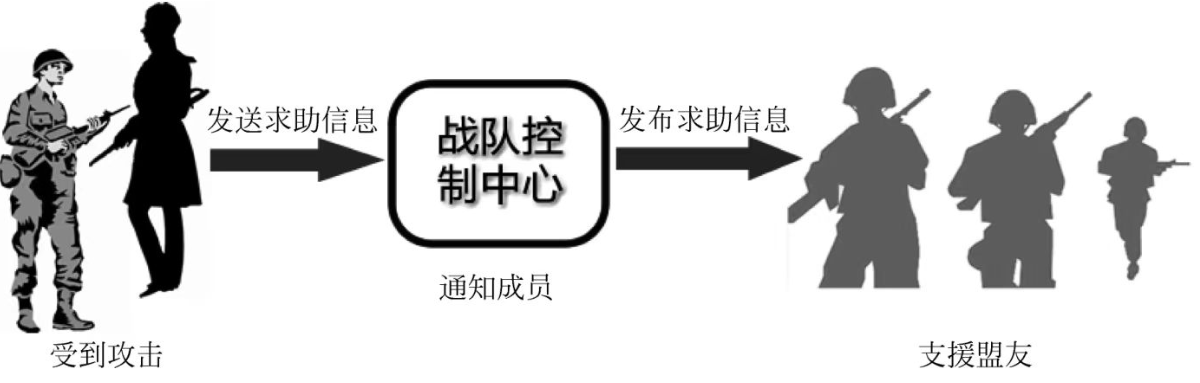 发送求助信息
战队控
制中心
发布求助信息
通知成员
受到攻击
支援盟友